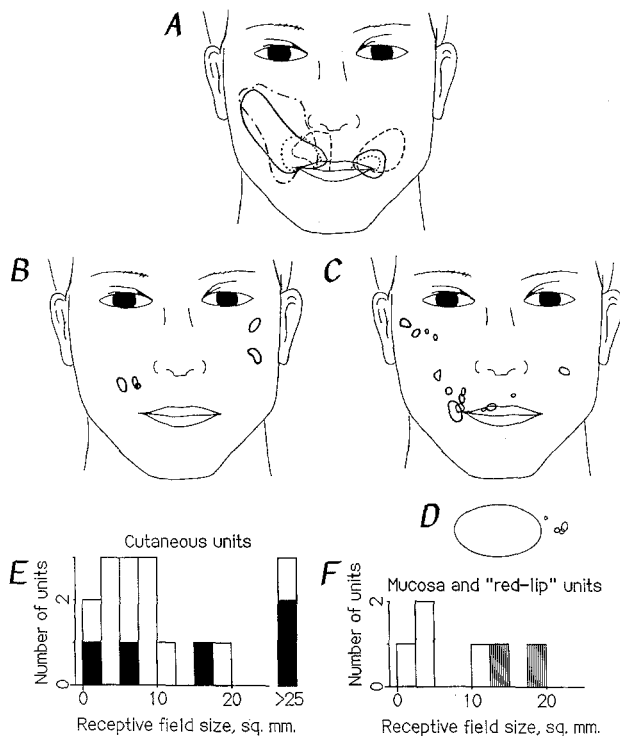 A
B
C
D
E
Cutaneous units
Number of units
2
0
0
10
20
>25
Receptive field size, sq. mm.
F
Mucosa and "red-lip" units
Number of units
2
0
0
10
20
Receptive field size, sq. mm.